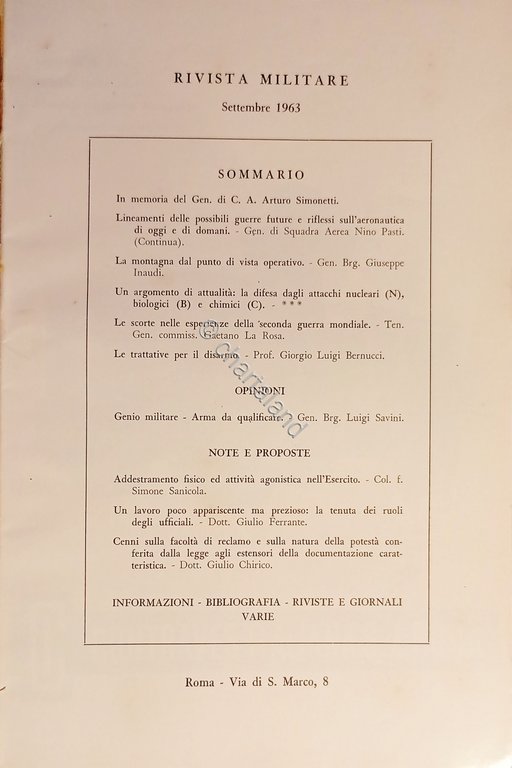 RIVISTA MILITARE
Settembre 1963
SOMMARIO
In memoria del Gen. di C. A. Arturo Simonetti.
Lineamenti delle possibili guerre future e riflessi sull'aeronautica
di oggi e di domani. - Gen. di Squadra Aerea Nino Pasti.
(Continua).
La montagna dal punto di vista operativo. - Gen. Brg. Giuseppe
Inaudi.
Un argomento di attualità: la difesa dagli attacchi nucleari (N),
biologici (B) e chimici (C). - * * *
Le scorte nelle esperienze della seconda guerra mondiale. - Ten.
Gen. commiss. Gaetano La Rosa.
Le trattative per il disarmo. - Prof. Giorgio Luigi Bernucci.
OPINIONI
Genio militare - Arma da qualificare. - Gen. Brg. Luigi Savini.
NOTE E PROPOSTE
Addestramento fisico ed attività agonistica nell'Esercito. - Col. f.
Simone Sanicola.
Un lavoro poco appariscente ma prezioso: la tenuta dei ruoli
degli ufficiali. - Dott. Giulio Ferrante.
Cenni sulla facoltà di reclamo e sulla natura della potestà con-
ferita dalla legge agli estensori della documentazione carat-
teristica. - Dott. Giulio Chirico.
INFORMAZIONI - BIBLIOGRAFIA - RIVISTE E GIORNALI
VARIE
Roma - Via di S. Marco, 8
© chartaland